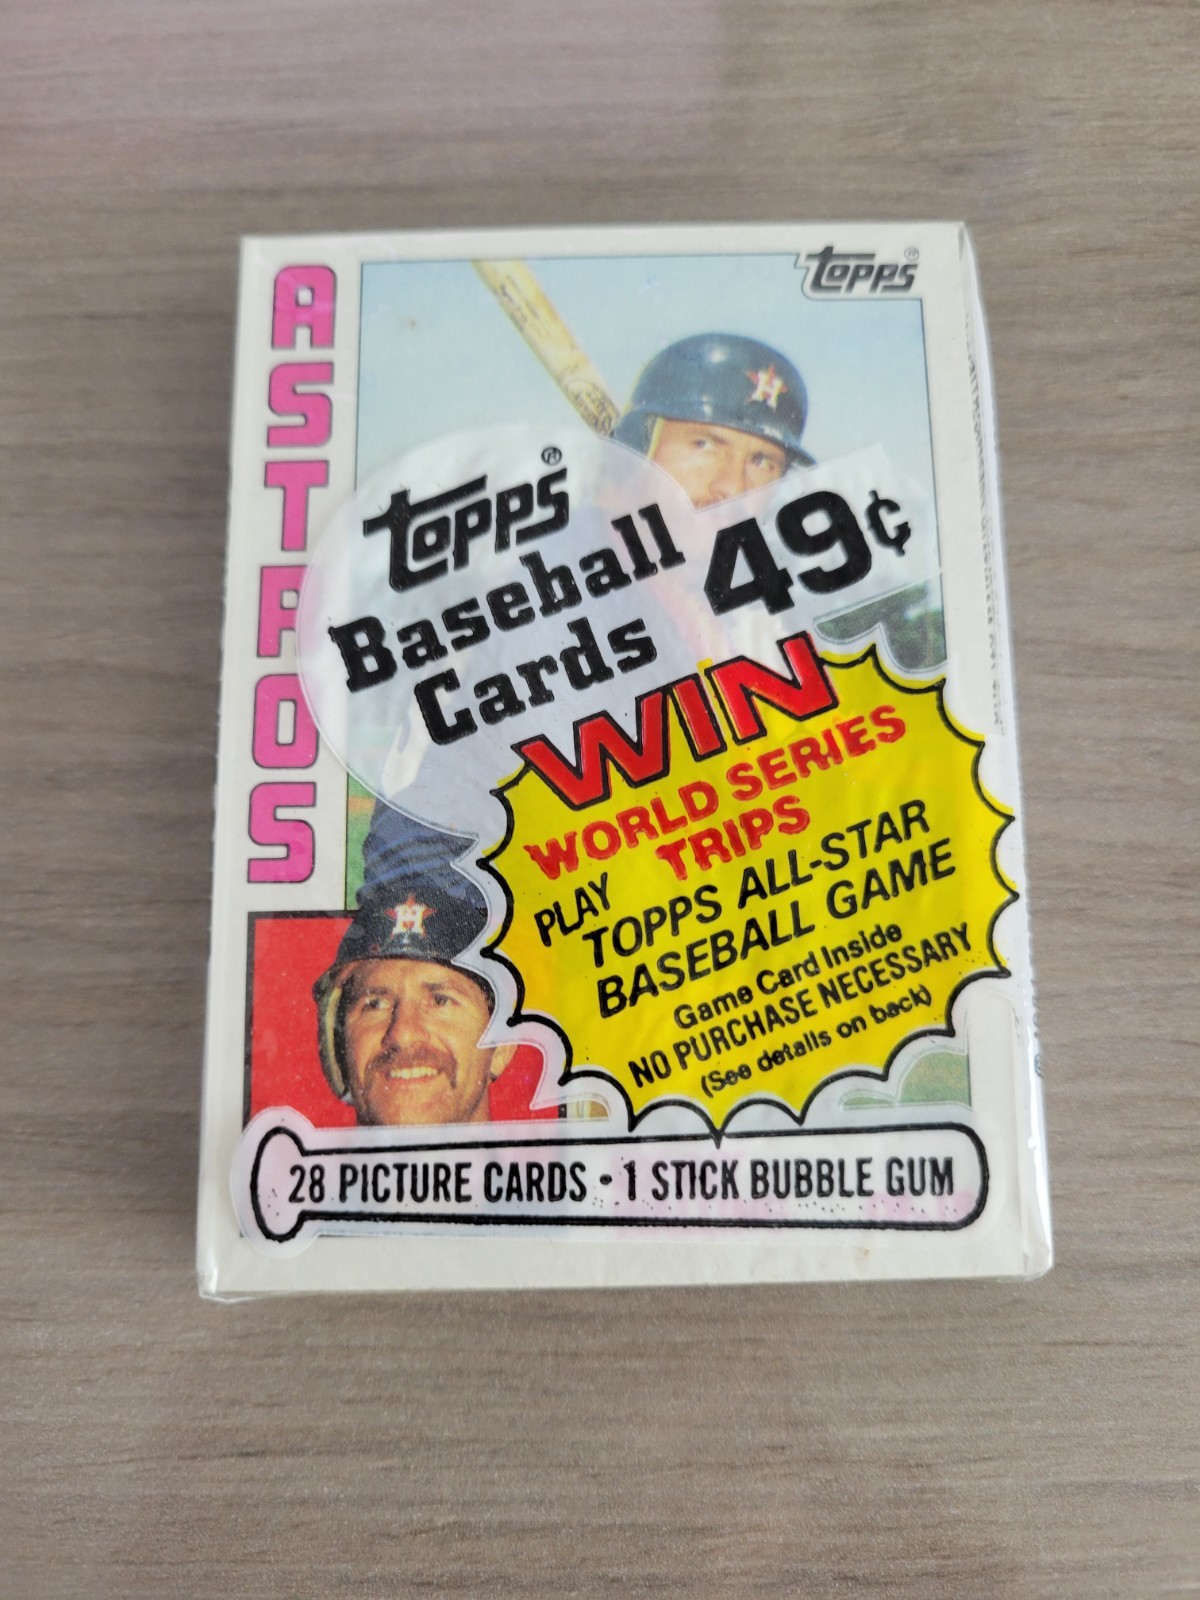 ASTROS
topps®
topps®
Baseball
Cards
49¢
WIN
WORLD SERIES
TRIPS
PLAY
TOPPS ALL-STAR
BASEBALL GAME
Game Card Inside
NO PURCHASE NECESSARY
(See details on back)
28 PICTURE CARDS • 1 STICK BUBBLE GUM